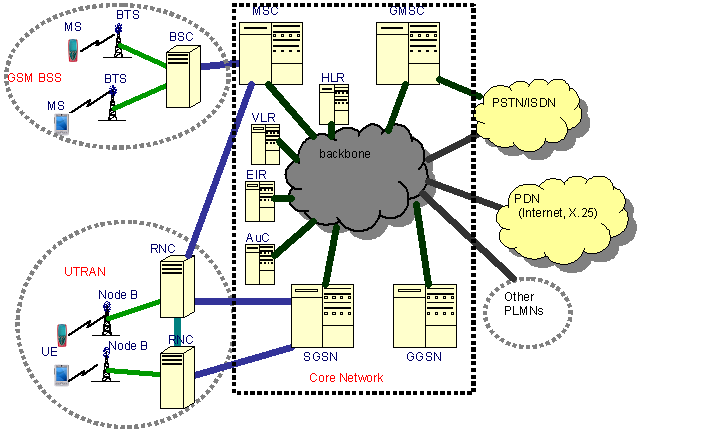 MSC
GMSC
MS
BTS
BSC
GSM BSS
BTS
MS
HLR
PSTN/ISDN
VLR
backbone
EIR
PDN
(Internet, X.25)
AuC
RNC
UTRAN
Node B
Other
PLMNs
RNC
Node B
UE
SGSN
GGSN
Core Network